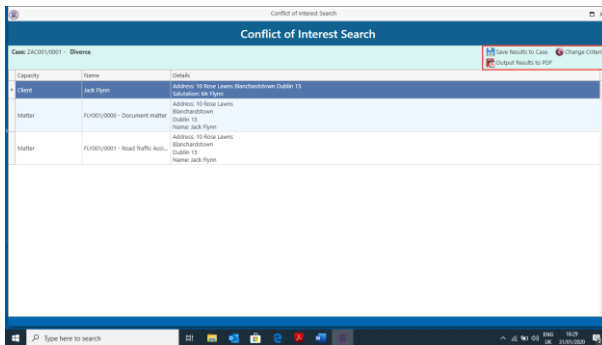 Conflict of Interest Search
Conflict of Interest Search
Case: ZAC001/0001 - Divorce
Save Results to Case Change Criteri
Output Results to PDF
Capacity Name Details
Client Jack Flynn Address: 10 Rose Lawns Blanchardstown Dublin 15
Salutation: Mr Flynn
Matter FLY001/0000 - Document matter Address: 10 Rose Lawns
Blanchardstown
Dublin 15
Name: Jack Flynn
Matter FLY001/0001 - Road Traffic Acci... Address: 10 Rose Lawns
Blanchardstown
Dublin 15
Name: Jack Flynn
Type here to search
ENG 16:29
UK 31/01/2020